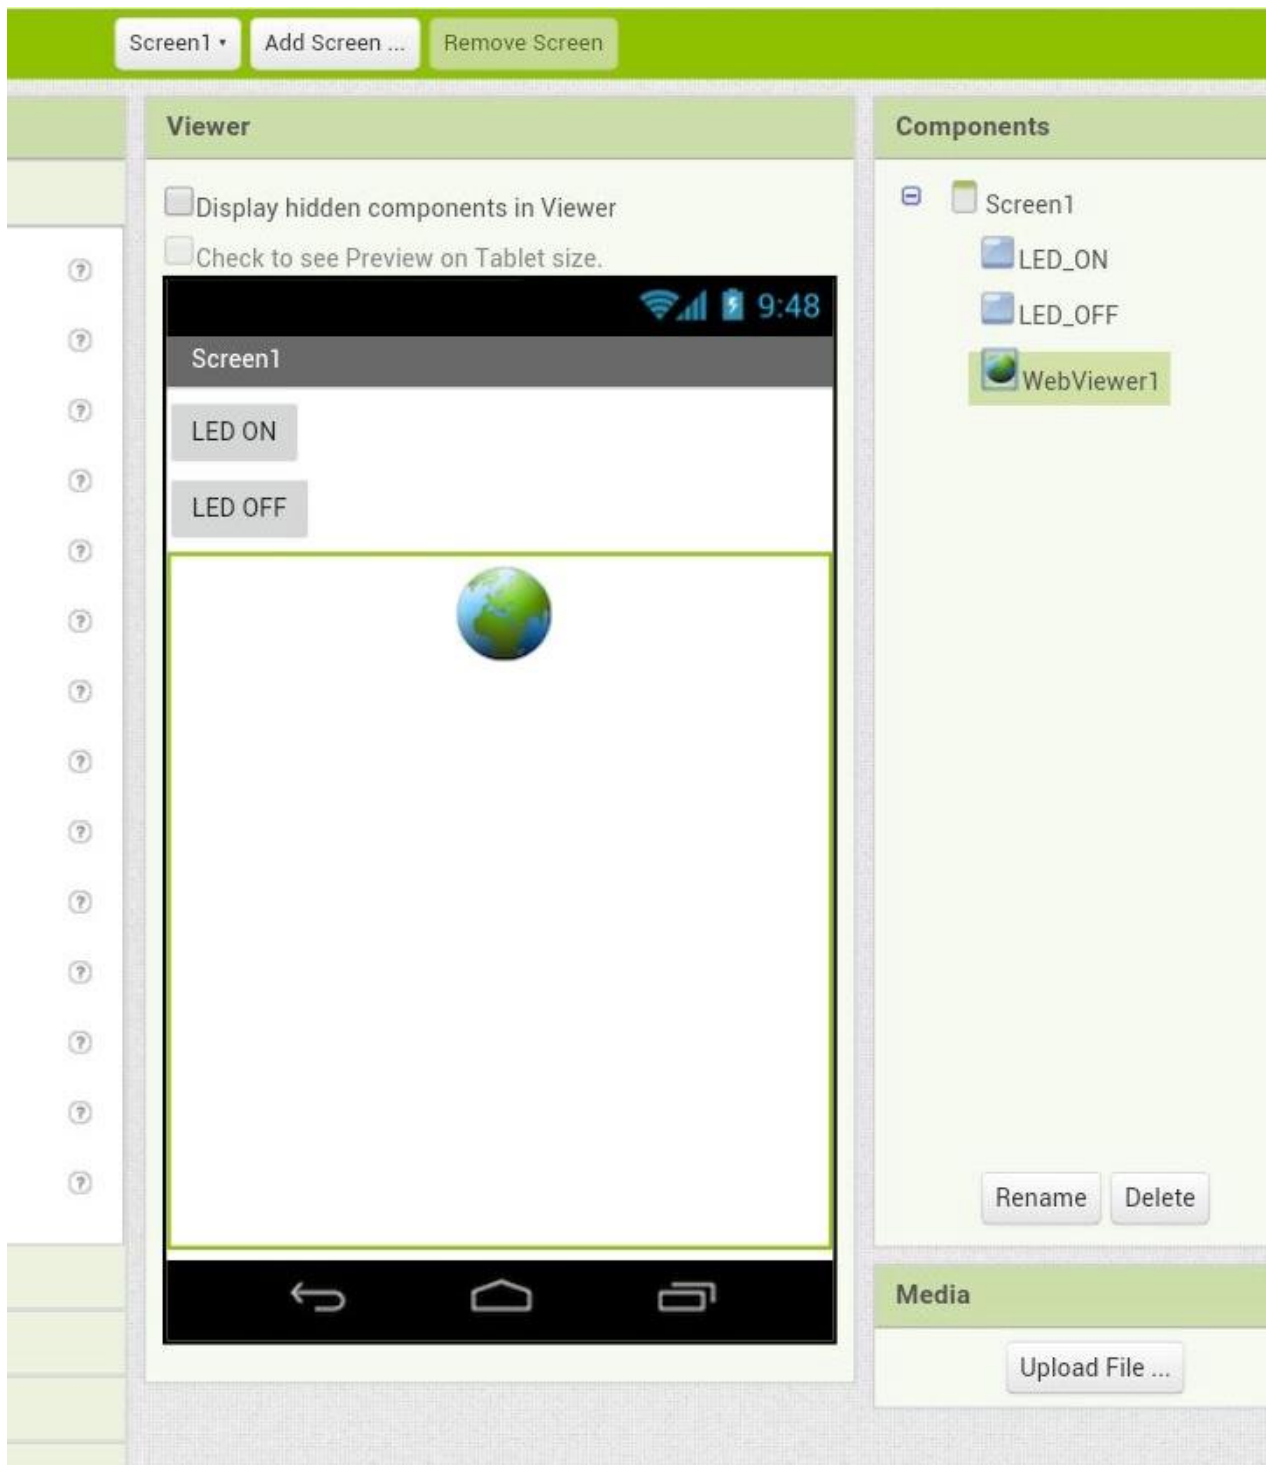 Screen1 • Add Screen ... Remove Screen
Viewer
Display hidden components in Viewer
Check to see Preview on Tablet size.
9:48
Screen1
LED ON
LED OFF
Components
Screen1
LED_ON
LED_OFF
WebViewer1
Rename Delete
Media
Upload File ...
?
?
?
?
?
?
?
?
?
?
?
?
?
?